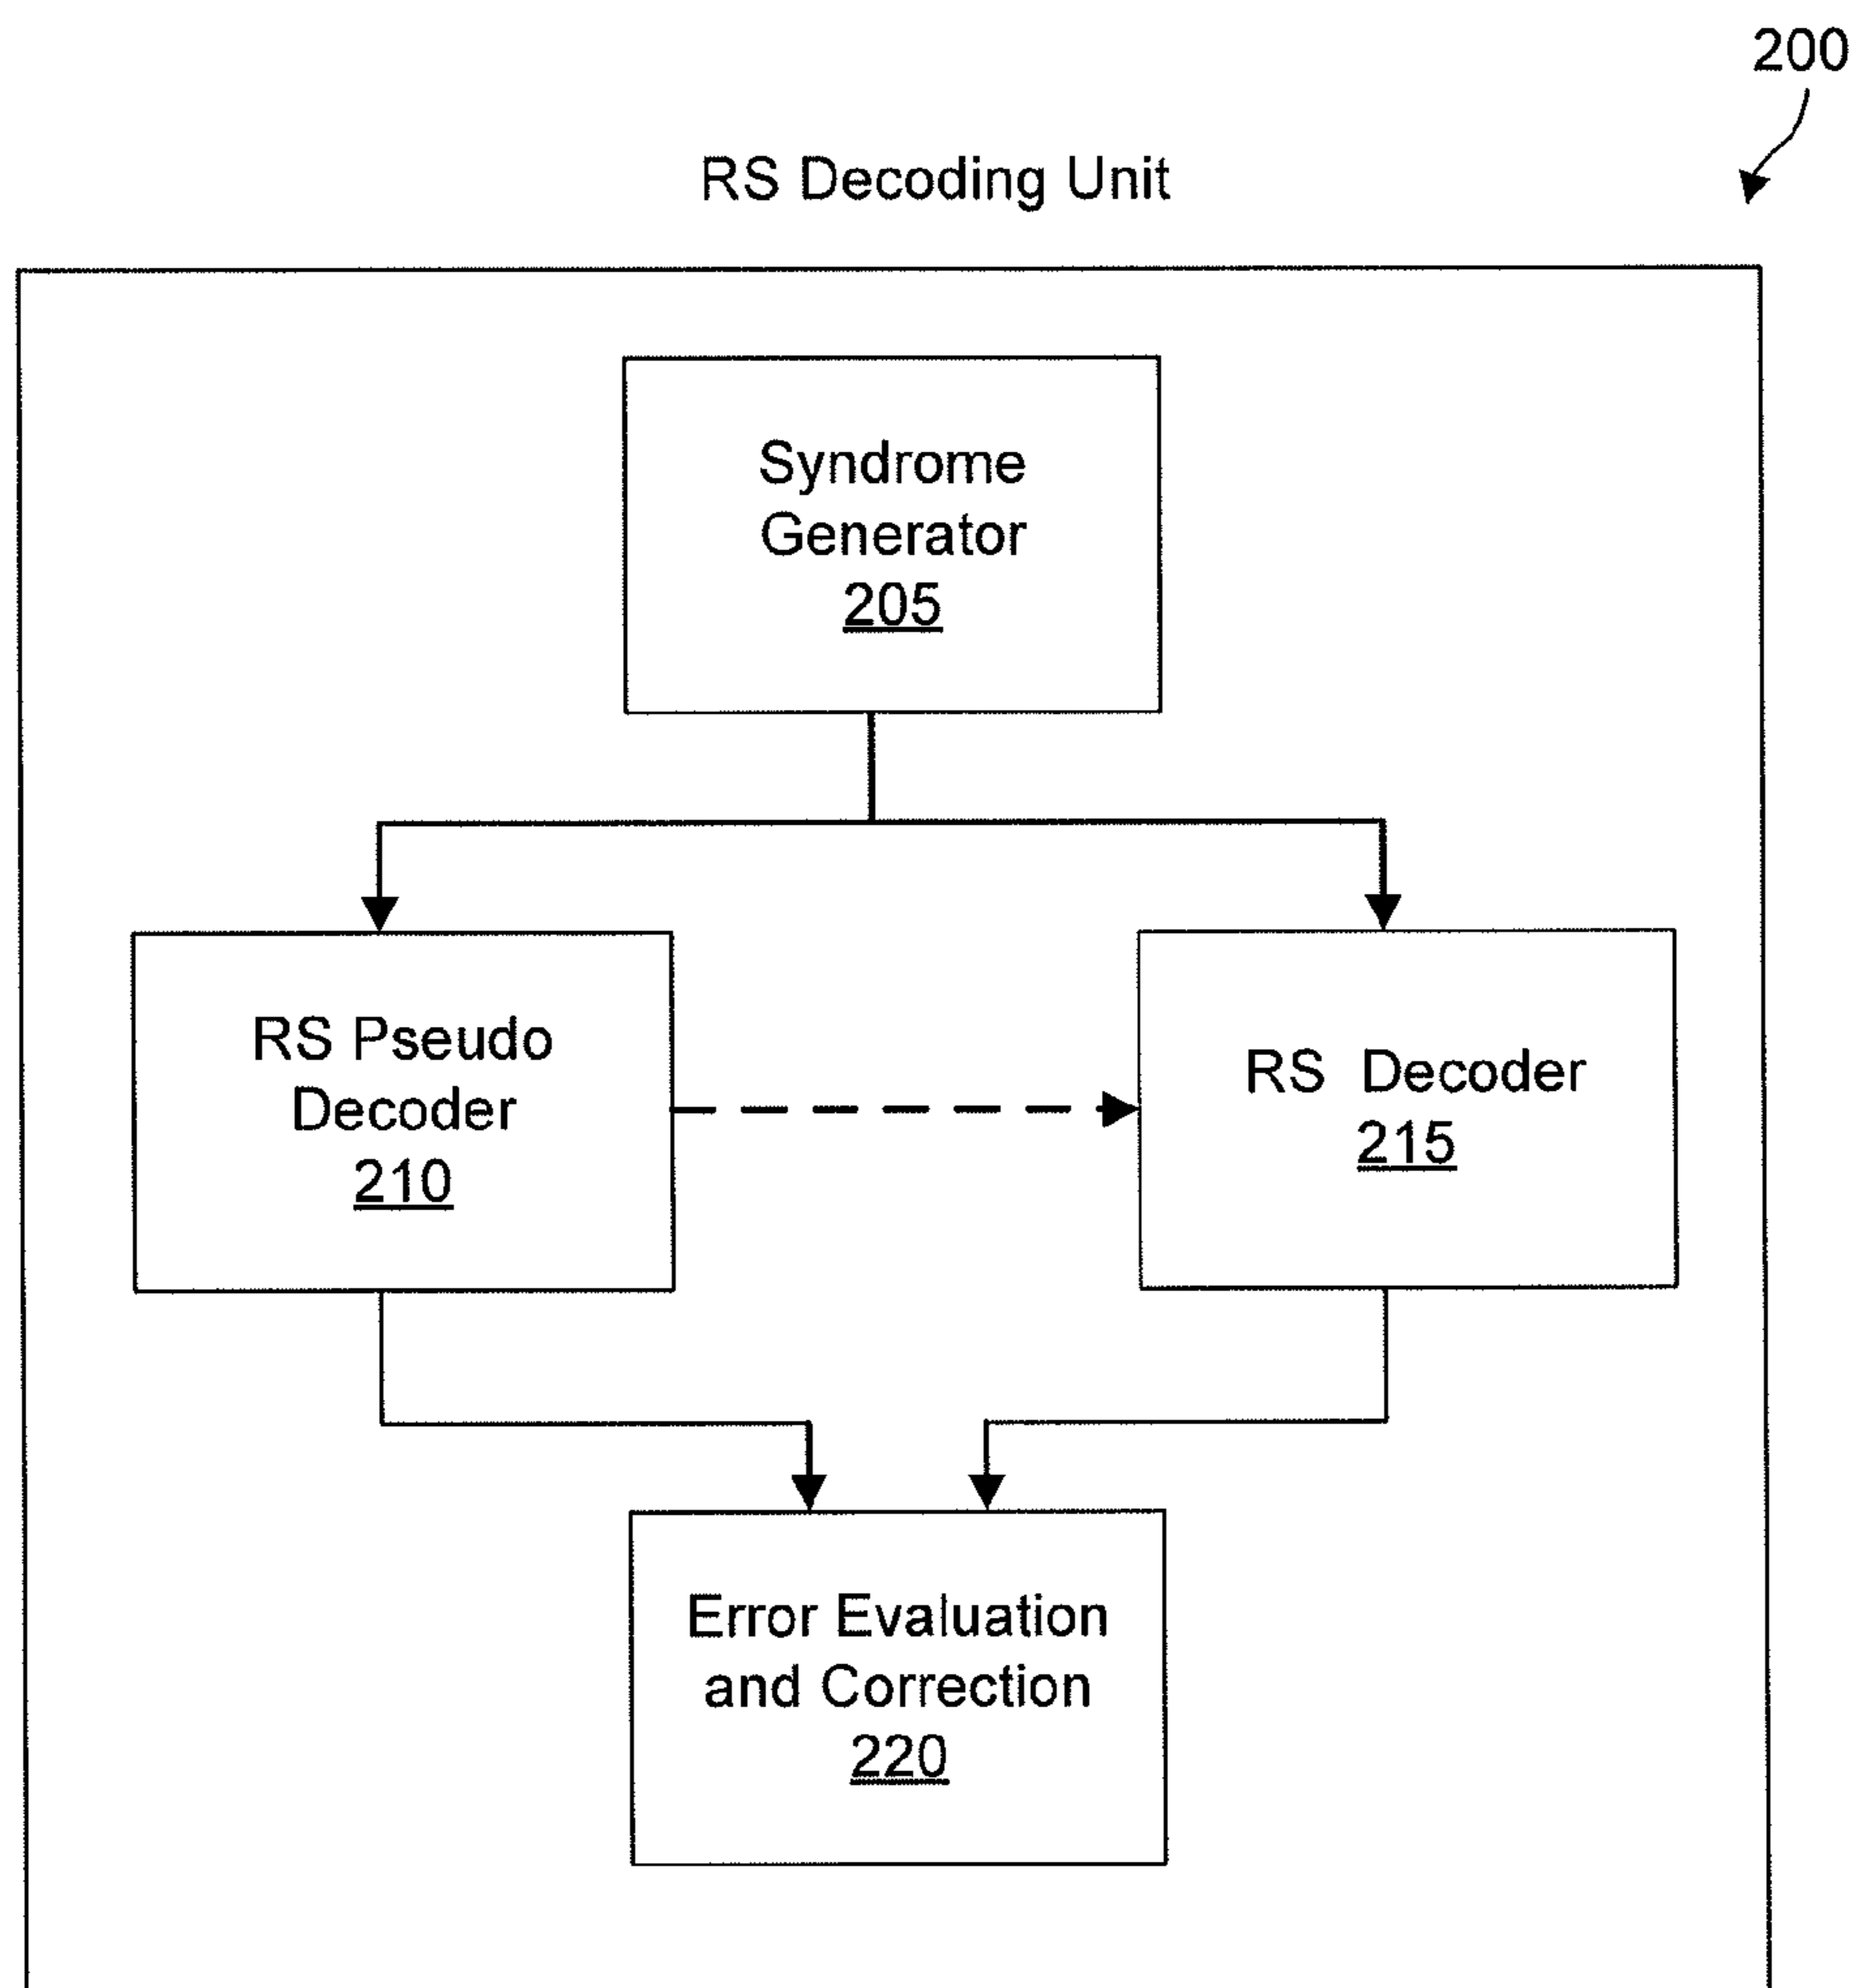 200
RS Decoding Unit
Syndrome
Generator
205
RS Pseudo
Decoder
210
RS Decoder
215
Error Evaluation
and Correction
220